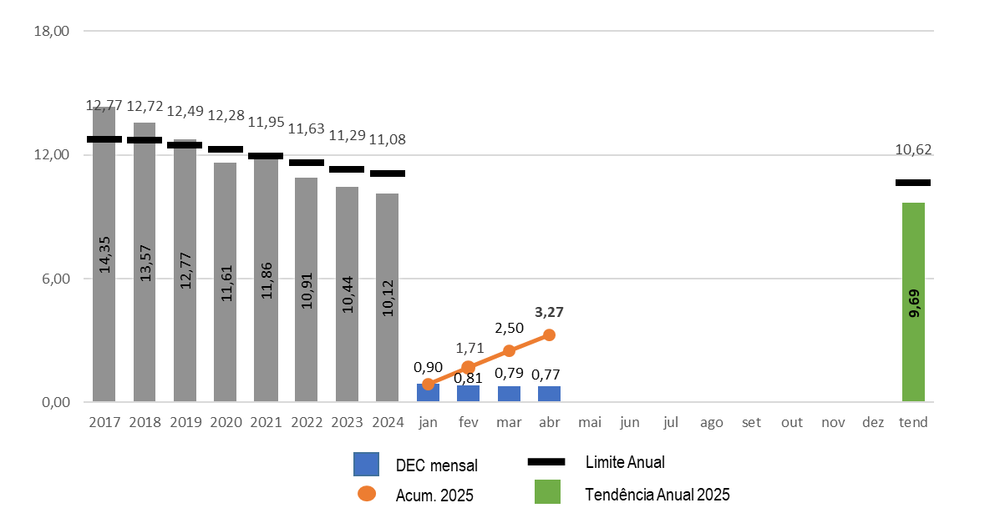 18,00
12,77 12,72 12,49 12,28 11,95 11,63 11,29 11,08
10,62
12,00
14,35 13,57 12,77 11,61 11,86 10,91 10,44 10,12
9,69
6,00
3,27
2,50
1,71
0,90 0,81 0,79 0,77
0,00
2017 2018 2019 2020 2021 2022 2023 2024 jan fev mar abr mai jun jul ago set out nov dez tend
DEC mensal Limite Anual
Acum. 2025 Tendência Anual 2025